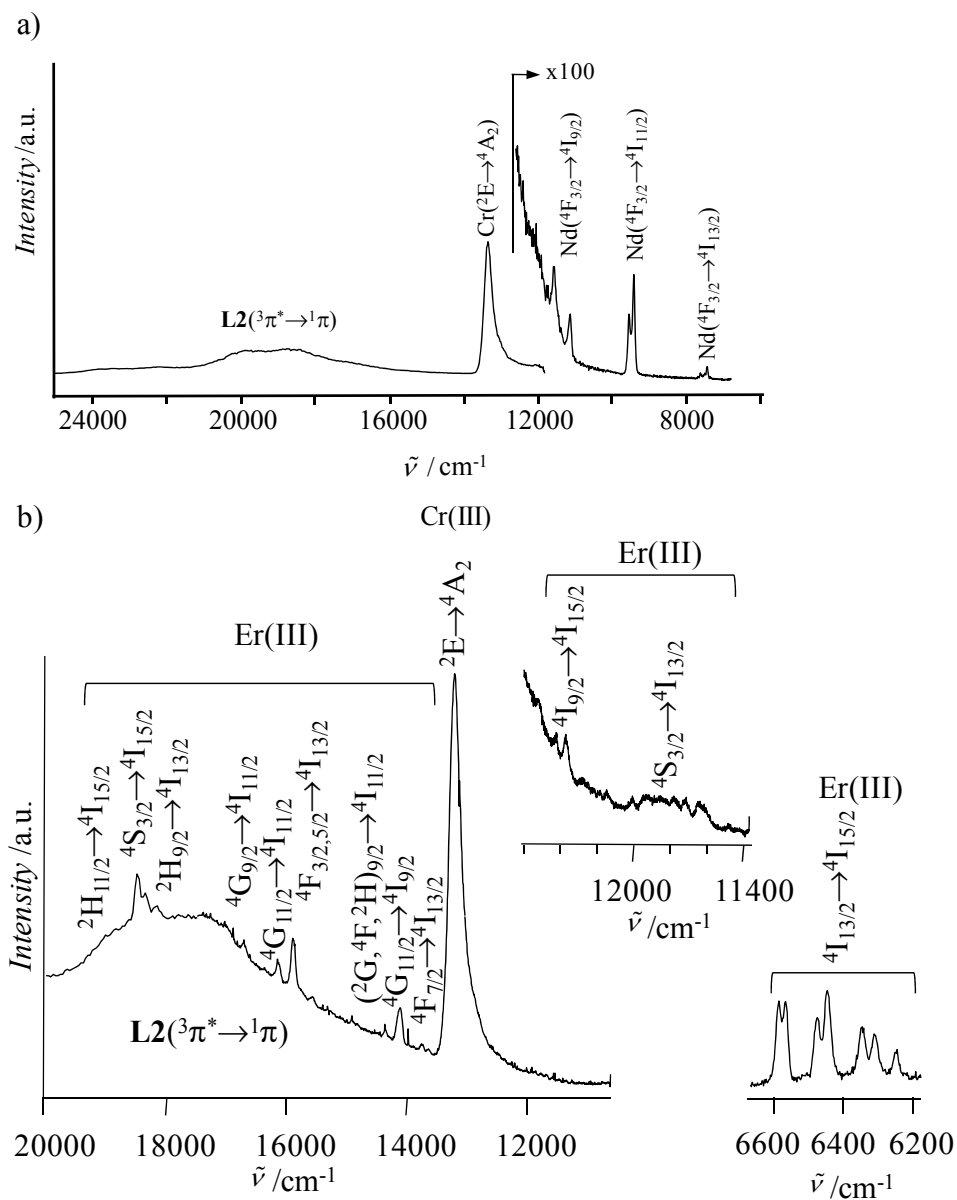 a)
x100
Intensity /a.u.
Cr(²E→⁴A₂)
Nd(⁴F₃/₂→⁴I₉/₂)
Nd(⁴F₃/₂→⁴I₁₁/₂)
Nd(⁴F₃/₂→⁴I₁₃/₂)
L2(³π*→¹π)
24000 20000 16000 12000 8000
ṽ / cm⁻¹
b)
Cr(III)
²E→⁴A₂
Er(III)
Intensity /a.u.
²H₁₁/₂→⁴I₁₅/₂
⁴S₃/₂→⁴I₁₅/₂
²H₉/₂→⁴I₁₃/₂
⁴G₉/₂→⁴I₁₁/₂
⁴G₁₁/₂→⁴I₁₁/₂
⁴F₃/₂,₅/₂→⁴I₁₃/₂
(²G,⁴F,²H)₉/₂→⁴I₁₁/₂
⁴G₁₁/₂→⁴I₉/₂
⁴F₇/₂→⁴I₁₃/₂
L2(³π*→¹π)
20000 18000 16000 14000 12000
ṽ /cm⁻¹
Er(III)
⁴I₉/₂→⁴I₁₅/₂
⁴S₃/₂→⁴I₁₃/₂
12000 11400
ṽ /cm⁻¹
Er(III)
⁴I₁₃/₂→⁴I₁₅/₂
6600 6400 6200
ṽ /cm⁻¹